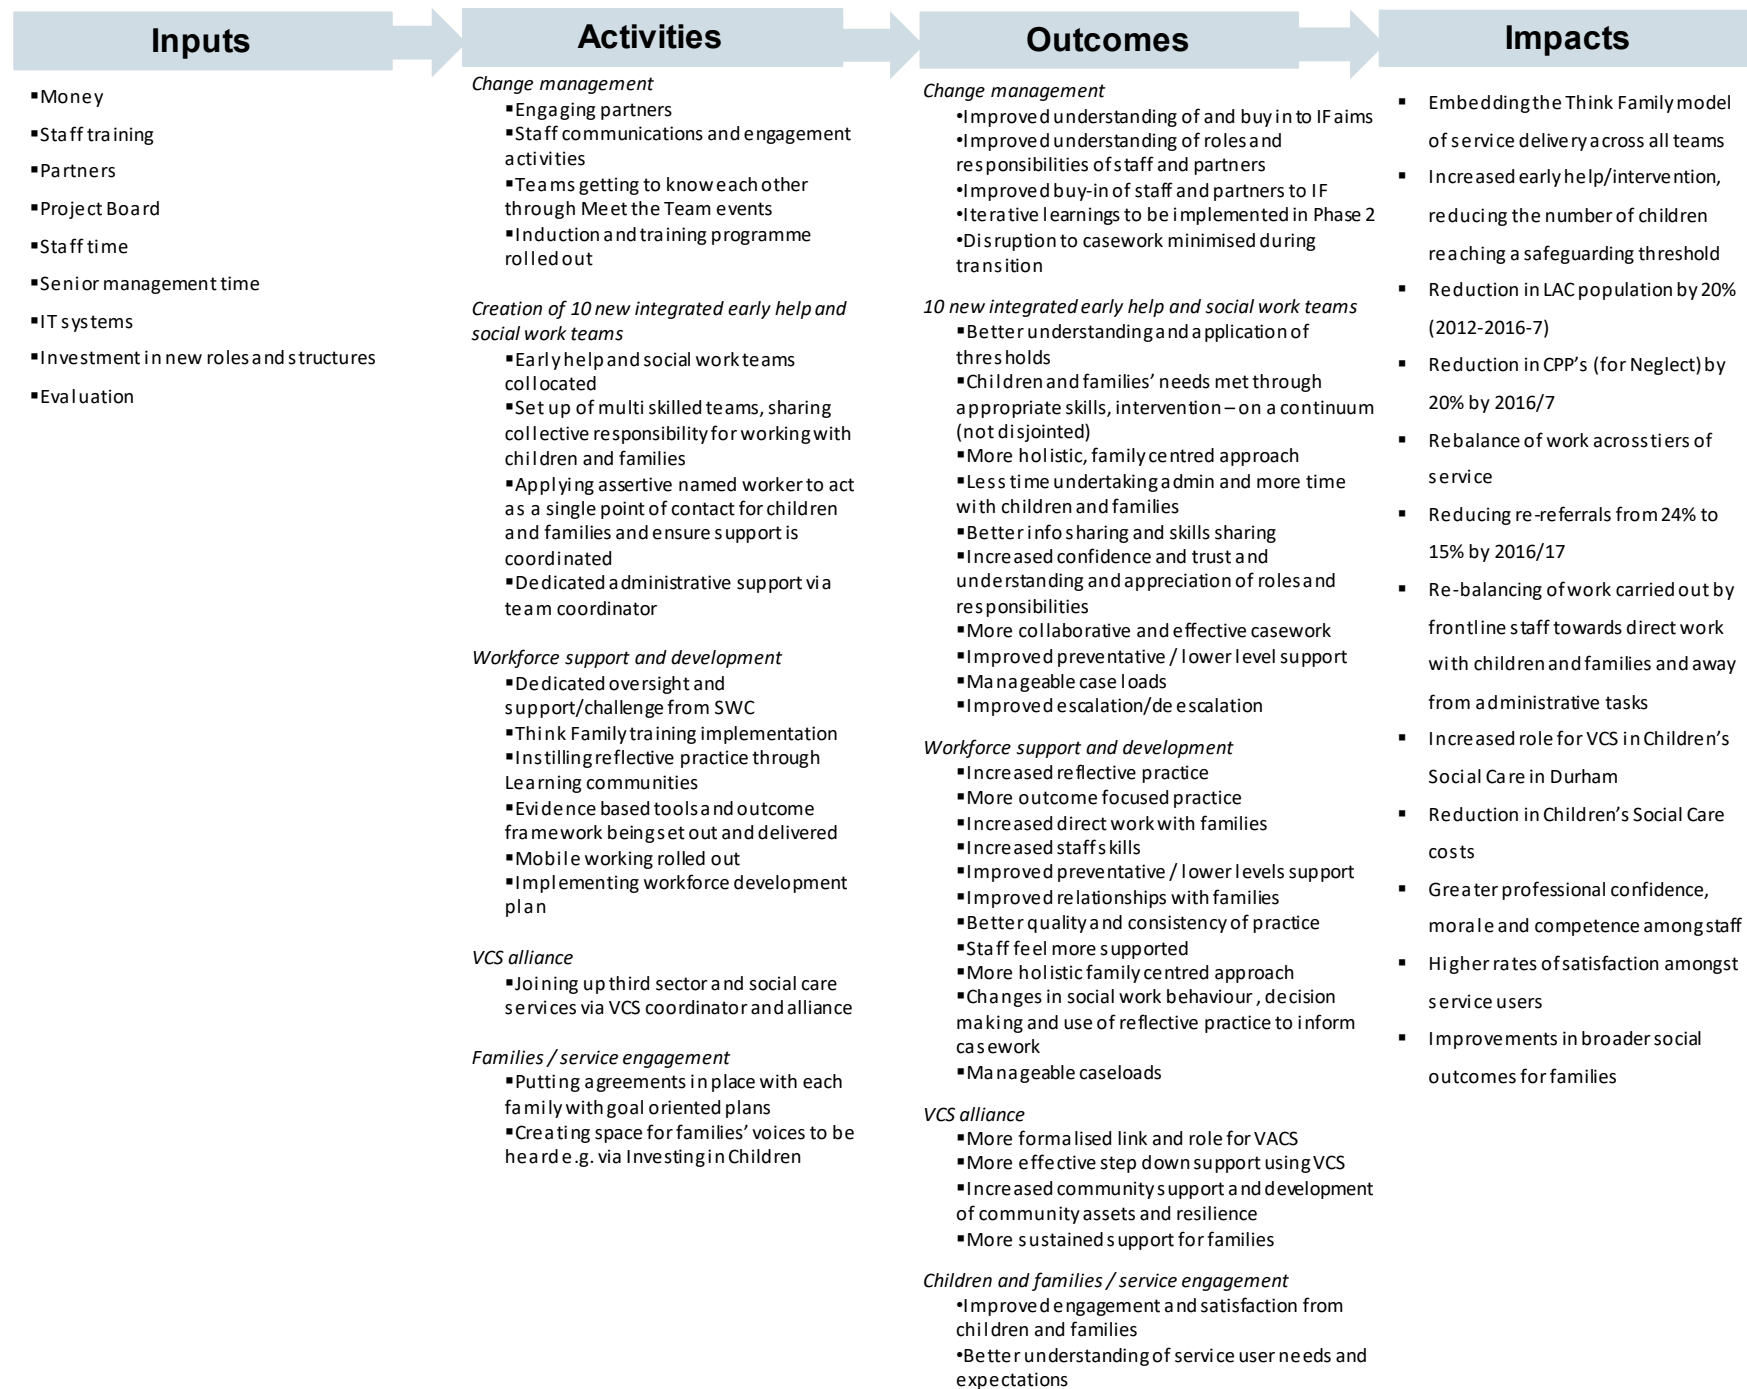 Inputs
▪Money
▪Staff training
▪Partners
▪Project Board
▪Staff time
▪Senior management time
▪IT systems
▪Investment in new roles and structures
▪Evaluation
Activities
Change management
▪Engaging partners
▪Staff communications and engagement
activities
▪Teams getting to know each other
through Meet the Team events
▪Induction and training programme
rolled out
Creation of 10 new integrated early help and
social work teams
▪Early help and social work teams
collocated
▪Set up of multi skilled teams, sharing
collective responsibility for working with
children and families
▪Applying assertive named worker to act
as a single point of contact for children
and families and ensure support is
coordinated
▪Dedicated administrative support via
team coordinator
Workforce support and development
▪Dedicated oversight and
support/challenge from SWC
▪Think Family training implementation
▪Instilling reflective practice through
Learning communities
▪Evidence based tools and outcome
framework being set out and delivered
▪Mobile working rolled out
▪Implementing workforce development
plan
VCS alliance
▪Joining up third sector and social care
services via VCS coordinator and alliance
Families / service engagement
▪Putting agreements in place with each
family with goal oriented plans
▪Creating space for families’ voices to be
heard e.g. via Investing in Children
Outcomes
Change management
•Improved understanding of and buy in to IF aims
•Improved understanding of roles and
responsibilities of staff and partners
•Improved buy-in of staff and partners to IF
•Iterative learnings to be implemented in Phase 2
•Disruption to casework minimised during
transition
10 new integrated early help and social work teams
▪Better understanding and application of
thresholds
▪Children and families’ needs met through
appropriate skills, intervention – on a continuum
(not disjointed)
▪More holistic, family centred approach
▪Less time undertaking admin and more time
with children and families
▪Better info sharing and skills sharing
▪Increased confidence and trust and
understanding and appreciation of roles and
responsibilities
▪More collaborative and effective casework
▪Improved preventative / lower level support
▪Manageable case loads
▪Improved escalation/de escalation
Workforce support and development
▪Increased reflective practice
▪More outcome focused practice
▪Increased direct work with families
▪Increased staff skills
▪Improved preventative / lower levels support
▪Improved relationships with families
▪Better quality and consistency of practice
▪Staff feel more supported
▪More holistic family centred approach
▪Changes in social work behaviour , decision
making and use of reflective practice to inform
casework
▪Manageable caseloads
VCS alliance
▪More formalised link and role for VACS
▪More effective step down support using VCS
▪Increased community support and development
of community assets and resilience
▪More sustained support for families
Children and families / service engagement
•Improved engagement and satisfaction from
children and families
•Better understanding of service user needs and
expectations
Impacts
▪ Embedding the Think Family model
of service delivery across all teams
▪ Increased early help/intervention,
reducing the number of children
reaching a safeguarding threshold
▪ Reduction in LAC population by 20%
(2012-2016-7)
▪ Reduction in CPP’s (for Neglect) by
20% by 2016/7
▪ Rebalance of work across tiers of
service
▪ Reducing re-referrals from 24% to
15% by 2016/17
▪ Re-balancing of work carried out by
frontline staff towards direct work
with children and families and away
from administrative tasks
▪ Increased role for VCS in Children’s
Social Care in Durham
▪ Reduction in Children’s Social Care
costs
▪ Greater professional confidence,
morale and competence among staff
▪ Higher rates of satisfaction amongst
service users
▪ Improvements in broader social
outcomes for families